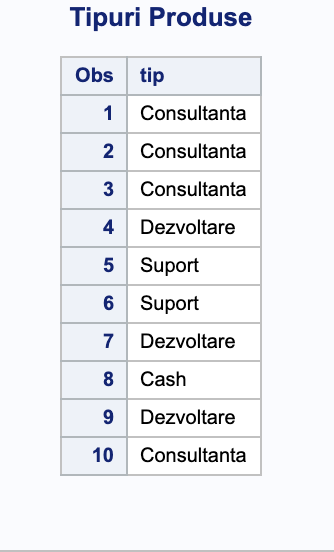 Tipuri Produse
Obs tip
1 Consultanta
2 Consultanta
3 Consultanta
4 Dezvoltare
5 Suport
6 Suport
7 Dezvoltare
8 Cash
9 Dezvoltare
10 Consultanta